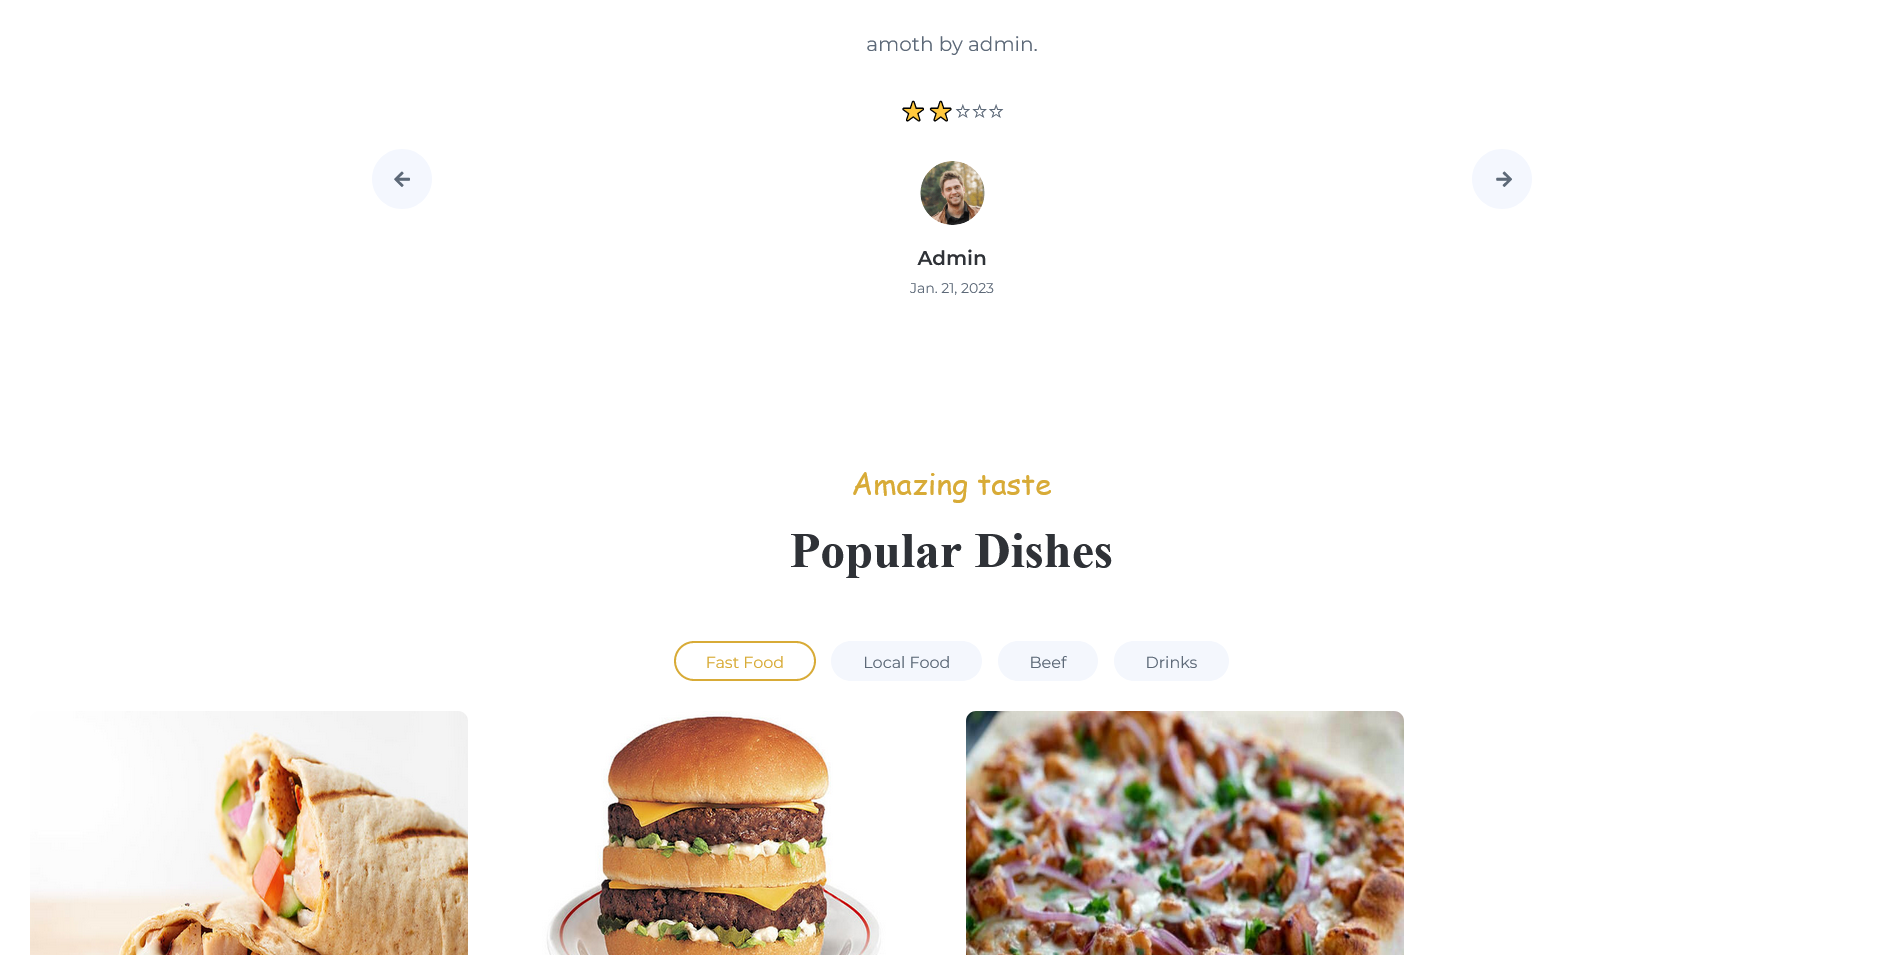 amoth by admin.
Admin
Jan. 21, 2023
Amazing taste
Popular Dishes
Fast Food Local Food Beef Drinks